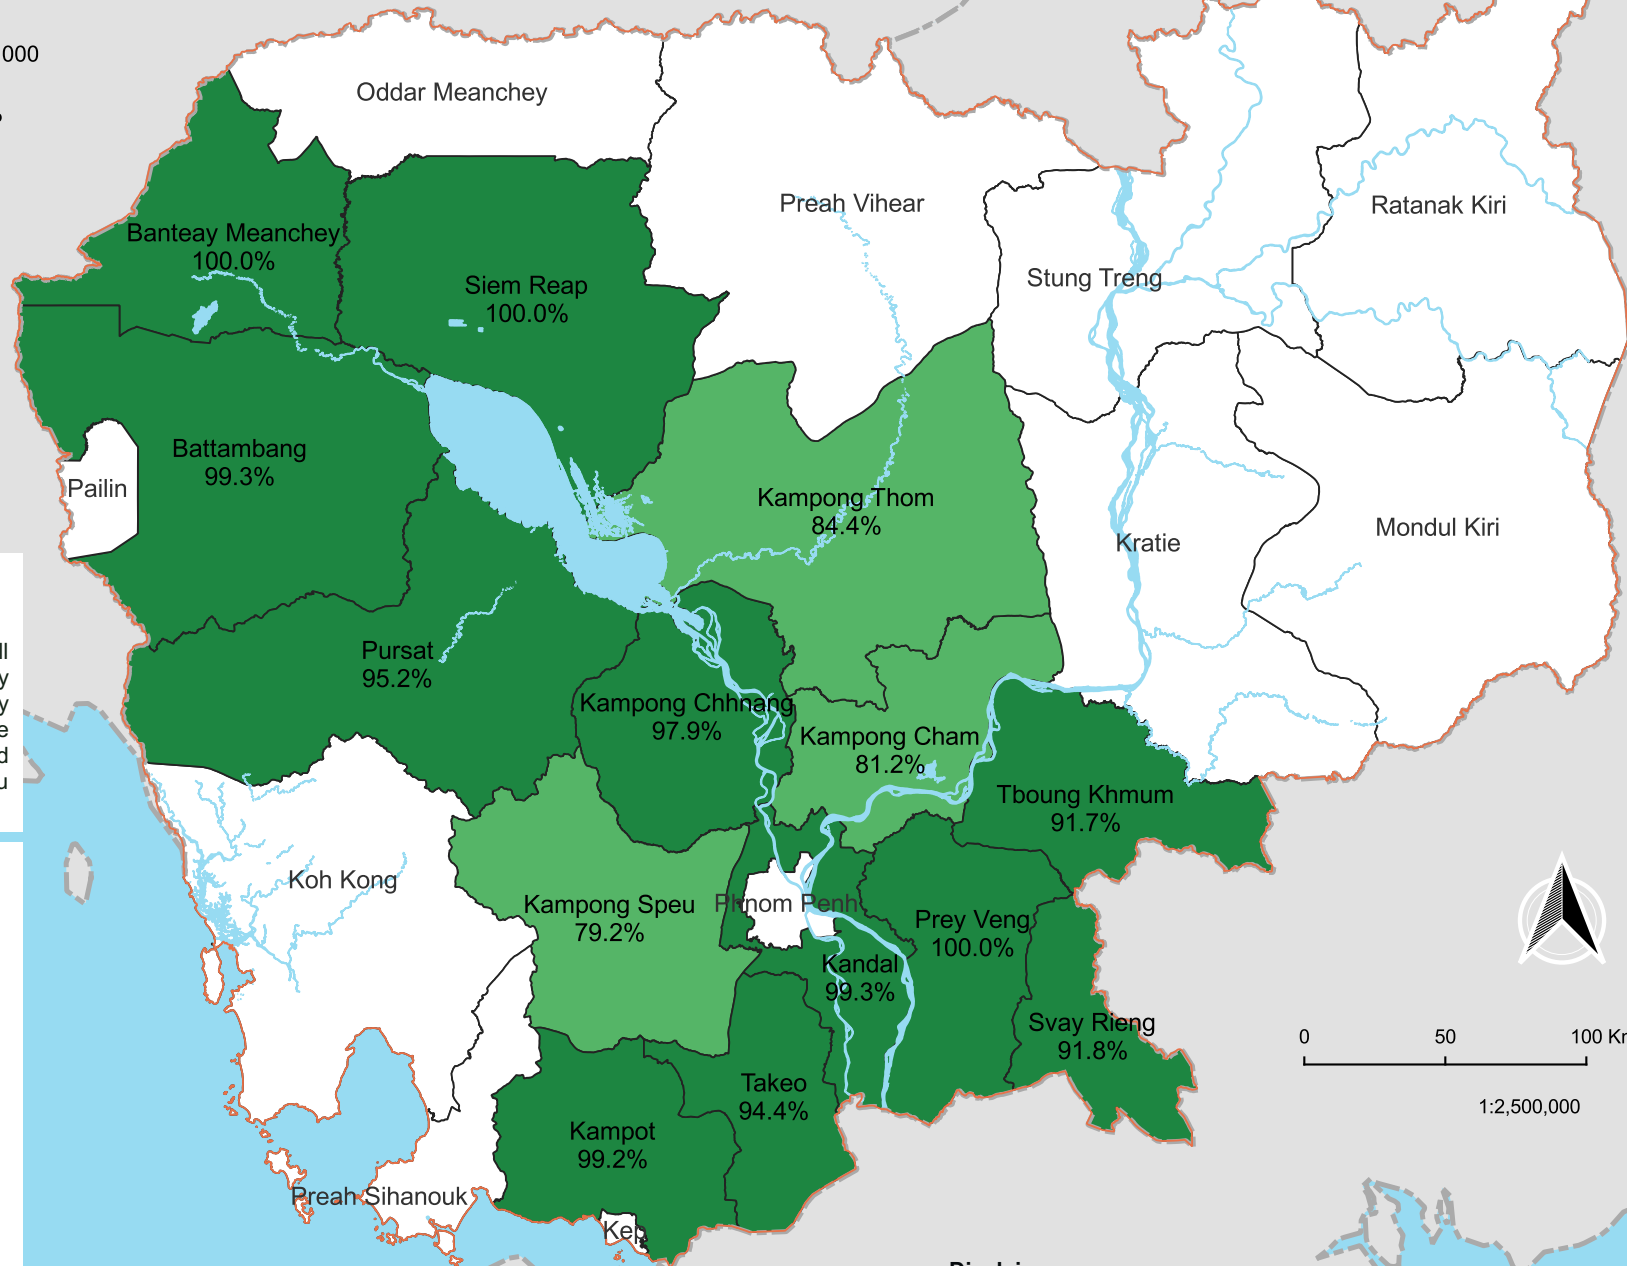 000
Oddar Meanchey
Preah Vihear
Ratanak Kiri
Banteay Meanchey
100.0%
Siem Reap
100.0%
Stung Treng
Battambang
99.3%
Pailin
Kampong Thom
84.4%
Kratie
Mondul Kiri
ll
y
y
e
d
u
Pursat
95.2%
Kampong Chhnang
97.9%
Kampong Cham
81.2%
Tboung Khmum
91.7%
Koh Kong
Kampong Speu
79.2%
Phnom Penh
Prey Veng
100.0%
Kandal
99.3%
Svay Rieng
91.8%
0 50 100 Km
1:2,500,000
Takeo
94.4%
Kampot
99.2%
Preah Sihanouk
Kep